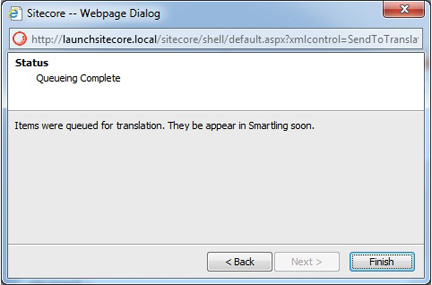 Sitecore -- Webpage Dialog
http://launchsitecore.local/sitecore/shell/default.aspx?xmlcontrol=SendToTranslat
Status
Queueing Complete
Items were queued for translation. They be appear in Smartling soon.
< Back
Next >
Finish